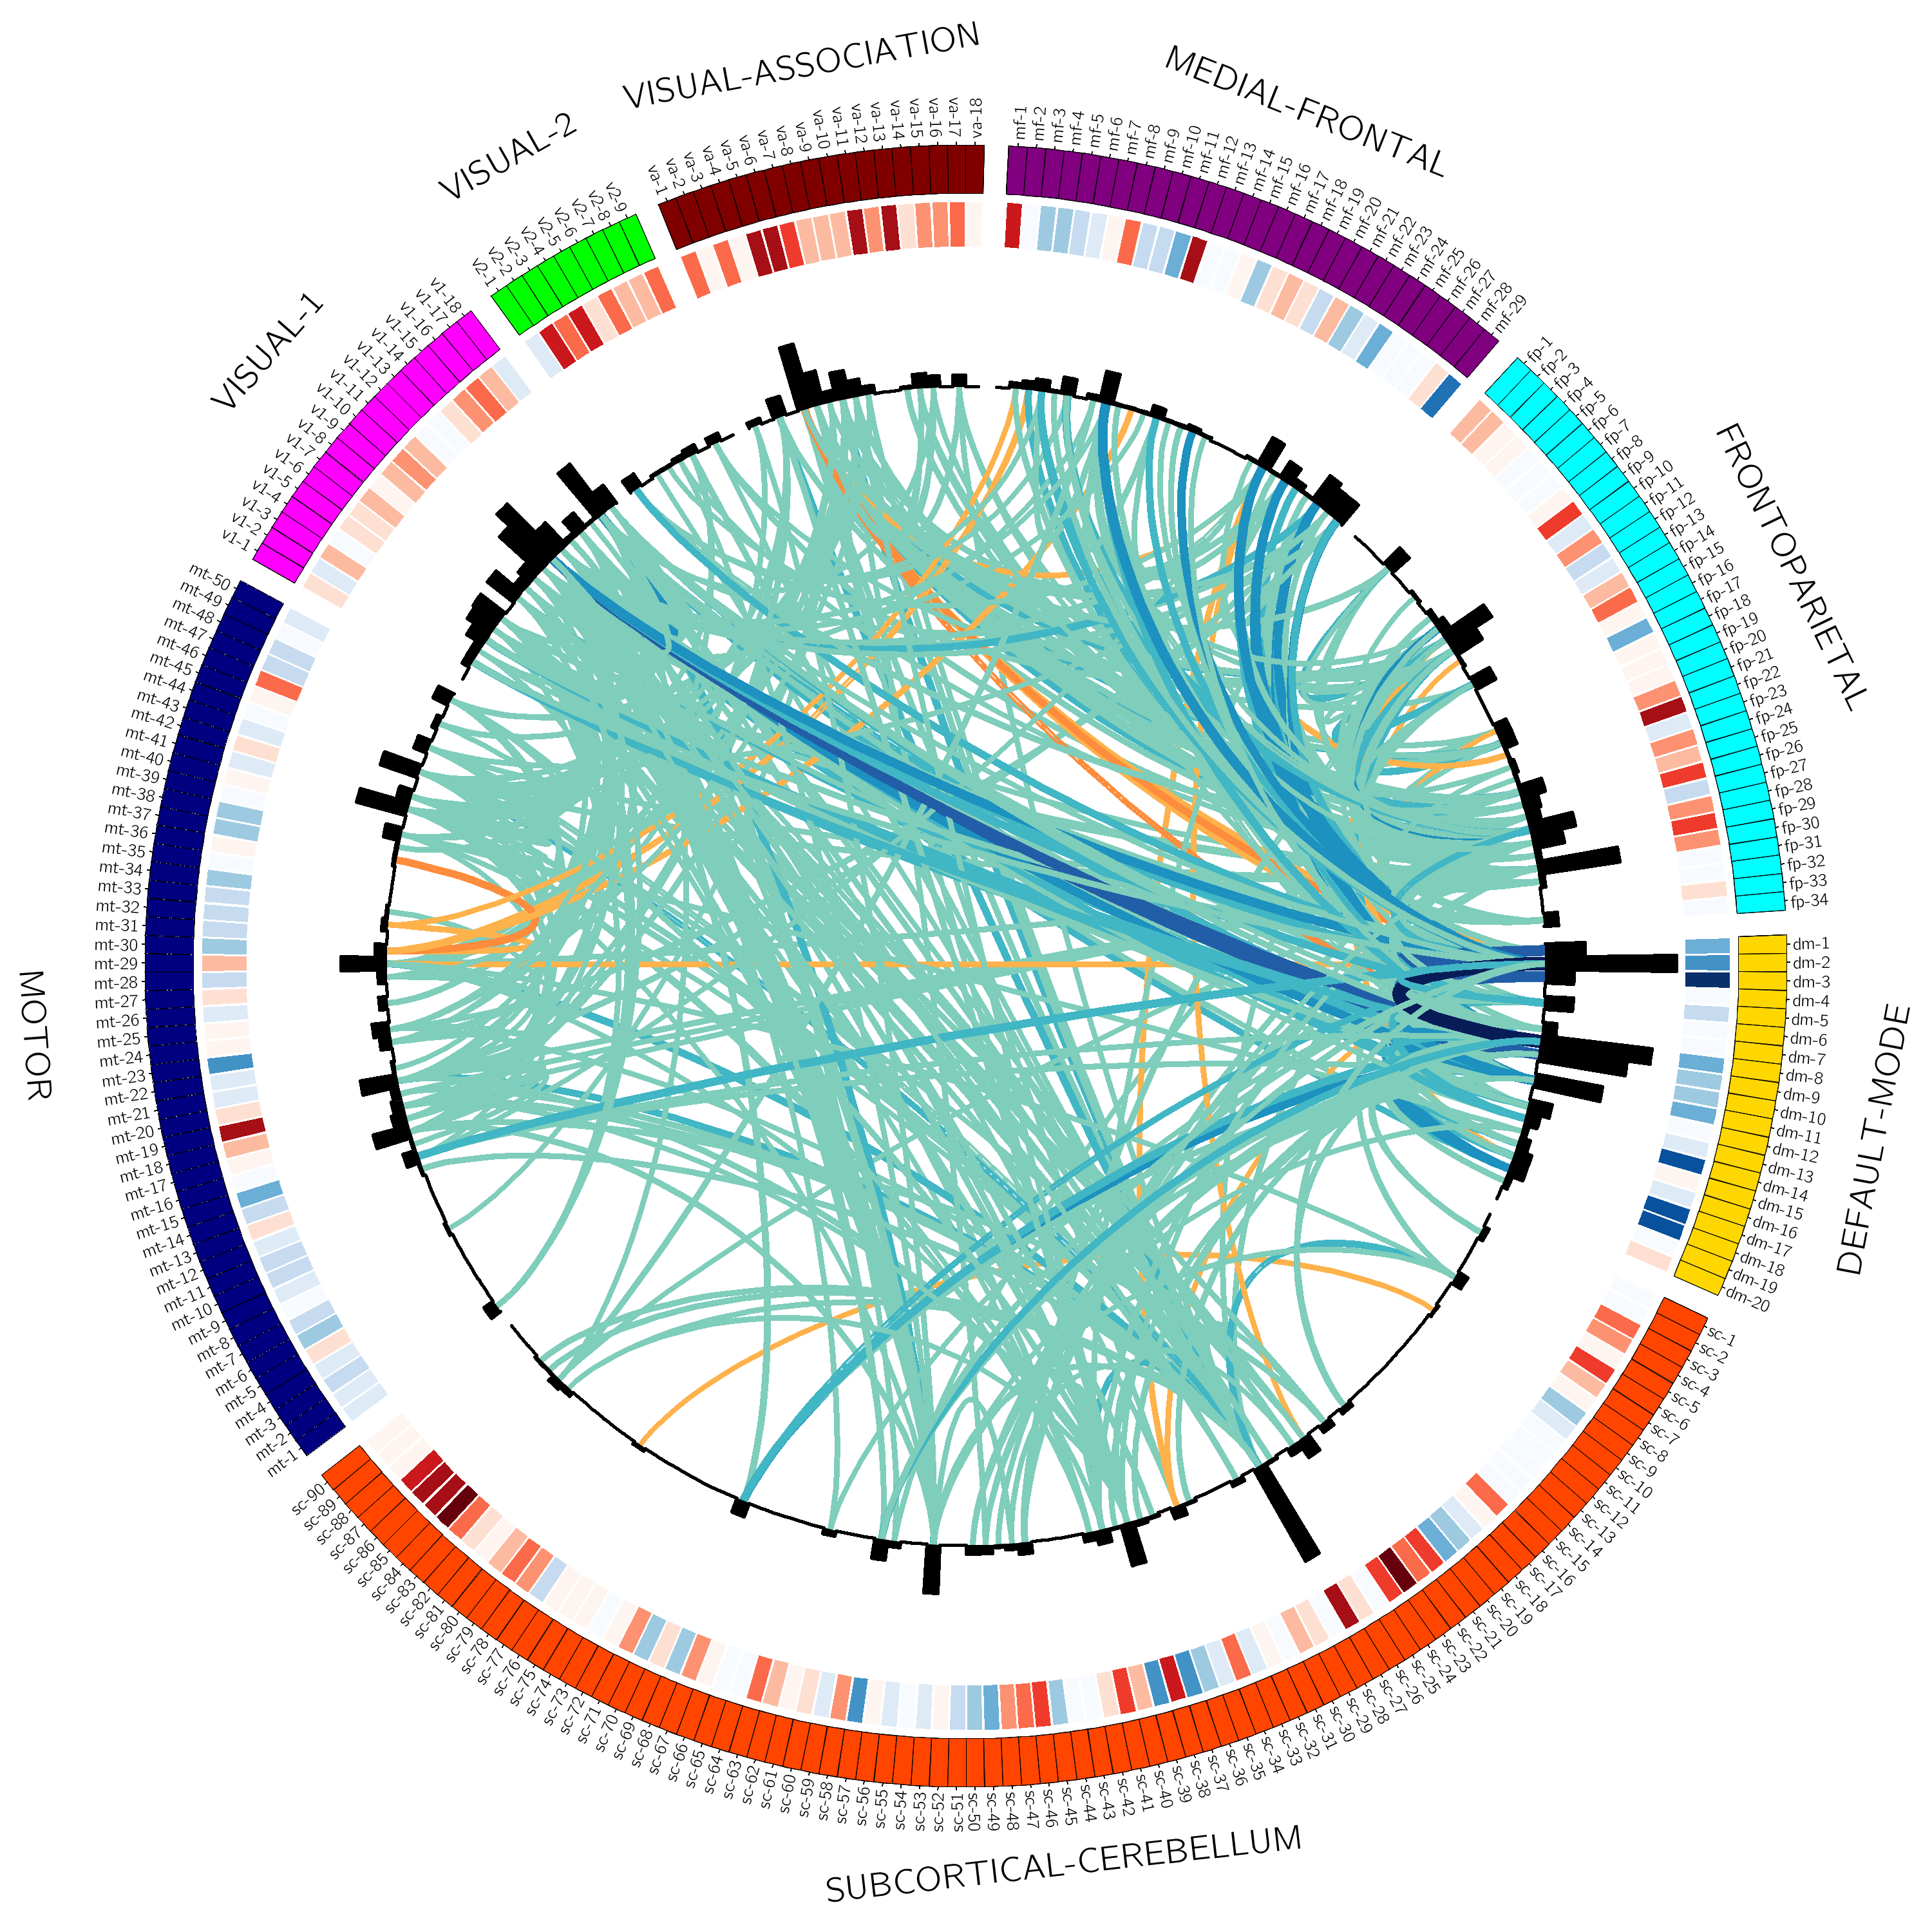 VISUAL-ASSOCIATION
va-1
va-2
va-3
va-4
va-5
va-6
va-7
va-8
va-9
va-10
va-11
va-12
va-13
va-14
va-15
va-16
va-17
va-18
MEDIAL-FRONTAL
mf-1
mf-2
mf-3
mf-4
mf-5
mf-6
mf-7
mf-8
mf-9
mf-10
mf-11
mf-12
mf-13
mf-14
mf-15
mf-16
mf-17
mf-18
mf-19
mf-20
mf-21
mf-22
mf-23
mf-24
mf-25
mf-26
mf-27
mf-28
mf-29
FRONTOPARIETAL
fp-1
fp-2
fp-3
fp-4
fp-5
fp-6
fp-7
fp-8
fp-9
fp-10
fp-11
fp-12
fp-13
fp-14
fp-15
fp-16
fp-17
fp-18
fp-19
fp-20
fp-21
fp-22
fp-23
fp-24
fp-25
fp-26
fp-27
fp-28
fp-29
fp-30
fp-31
fp-32
fp-33
fp-34
DEFAULT-MODE
dm-1
dm-2
dm-3
dm-4
dm-5
dm-6
dm-7
dm-8
dm-9
dm-10
dm-11
dm-12
dm-13
dm-14
dm-15
dm-16
dm-17
dm-18
dm-19
dm-20
SUBCORTICAL-CEREBELLUM
sc-1
sc-2
sc-3
sc-4
sc-5
sc-6
sc-7
sc-8
sc-9
sc-10
sc-11
sc-12
sc-13
sc-14
sc-15
sc-16
sc-17
sc-18
sc-19
sc-20
sc-21
sc-22
sc-23
sc-24
sc-25
sc-26
sc-27
sc-28
sc-29
sc-30
sc-31
sc-32
sc-33
sc-34
sc-35
sc-36
sc-37
sc-38
sc-39
sc-40
sc-41
sc-42
sc-43
sc-44
sc-45
sc-46
sc-47
sc-48
sc-49
sc-50
sc-51
sc-52
sc-53
sc-54
sc-55
sc-56
sc-57
sc-58
sc-59
sc-60
sc-61
sc-62
sc-63
sc-64
sc-65
sc-66
sc-67
sc-68
sc-69
sc-70
sc-71
sc-72
sc-73
sc-74
sc-75
sc-76
sc-77
sc-78
sc-79
sc-80
sc-81
sc-82
sc-83
sc-84
sc-85
sc-86
sc-87
sc-88
sc-89
sc-90
MOTOR
mt-1
mt-2
mt-3
mt-4
mt-5
mt-6
mt-7
mt-8
mt-9
mt-10
mt-11
mt-12
mt-13
mt-14
mt-15
mt-16
mt-17
mt-18
mt-19
mt-20
mt-21
mt-22
mt-23
mt-24
mt-25
mt-26
mt-27
mt-28
mt-29
mt-30
mt-31
mt-32
mt-33
mt-34
mt-35
mt-36
mt-37
mt-38
mt-39
mt-40
mt-41
mt-42
mt-43
mt-44
mt-45
mt-46
mt-47
mt-48
mt-49
mt-50
VISUAL-1
v1-1
v1-2
v1-3
v1-4
v1-5
v1-6
v1-7
v1-8
v1-9
v1-10
v1-11
v1-12
v1-13
v1-14
v1-15
v1-16
v1-17
v1-18
VISUAL-2
v2-1
v2-2
v2-3
v2-4
v2-5
v2-6
v2-7
v2-8
v2-9